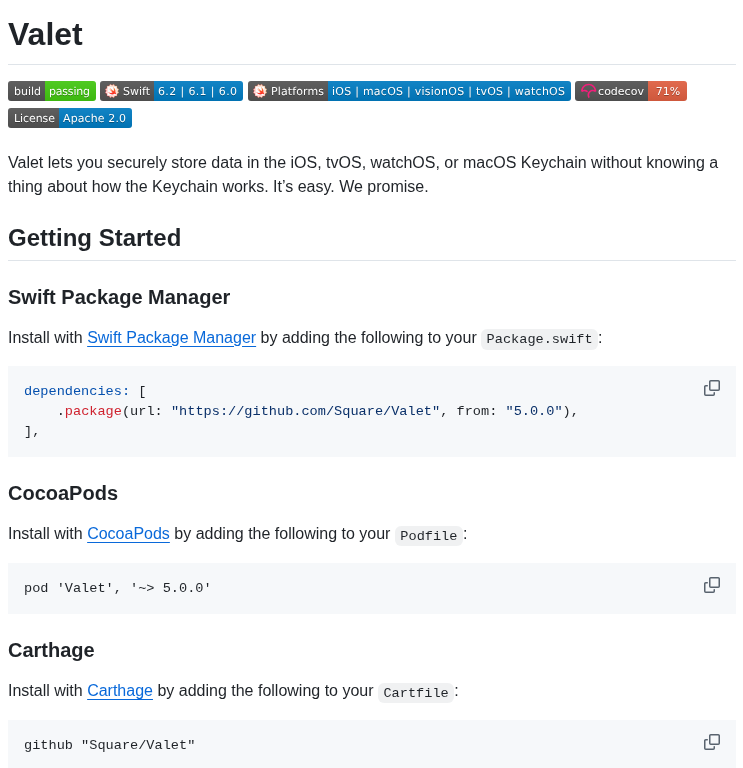 Valet
build passing Swift 6.2 | 6.1 | 6.0 Platforms iOS | macOS | visionOS | tvOS | watchOS codecov 71%
License Apache 2.0
Valet lets you securely store data in the iOS, tvOS, watchOS, or macOS Keychain without knowing a
thing about how the Keychain works. It’s easy. We promise.
Getting Started
Swift Package Manager
Install with Swift Package Manager by adding the following to your Package.swift:
dependencies: [
    .package(url: "https://github.com/Square/Valet", from: "5.0.0"),
],
CocoaPods
Install with CocoaPods by adding the following to your Podfile:
pod 'Valet', '~> 5.0.0'
Carthage
Install with Carthage by adding the following to your Cartfile:
github "Square/Valet"